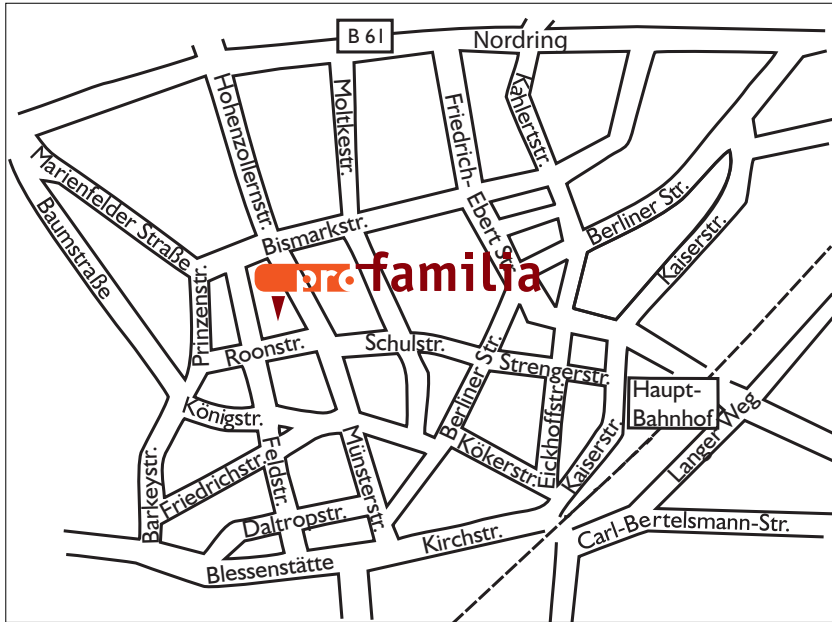 B 61
Nordring
Hohenzollernstr.
Moltkestr.
Friedrich-Ebert Str.
Kahlertstr.
Marienfelder Straße
Baumstraße
Bismarkstr.
Berliner Str.
Kaiserstr.
pro familia
Prinzenstr.
Roonstr.
Schulstr.
Berliner Str.
Strengerstr.
Haupt-
Bahnhof
Königstr.
Eickhoffstr.
Kaiserstr.
Langer Weg
Barkeystr.
Friedrichstr.
Feldstr.
Münsterstr.
Kökerstr.
Daltropstr.
Kirchstr.
Carl-Bertelsmann-Str.
Blessenstätte